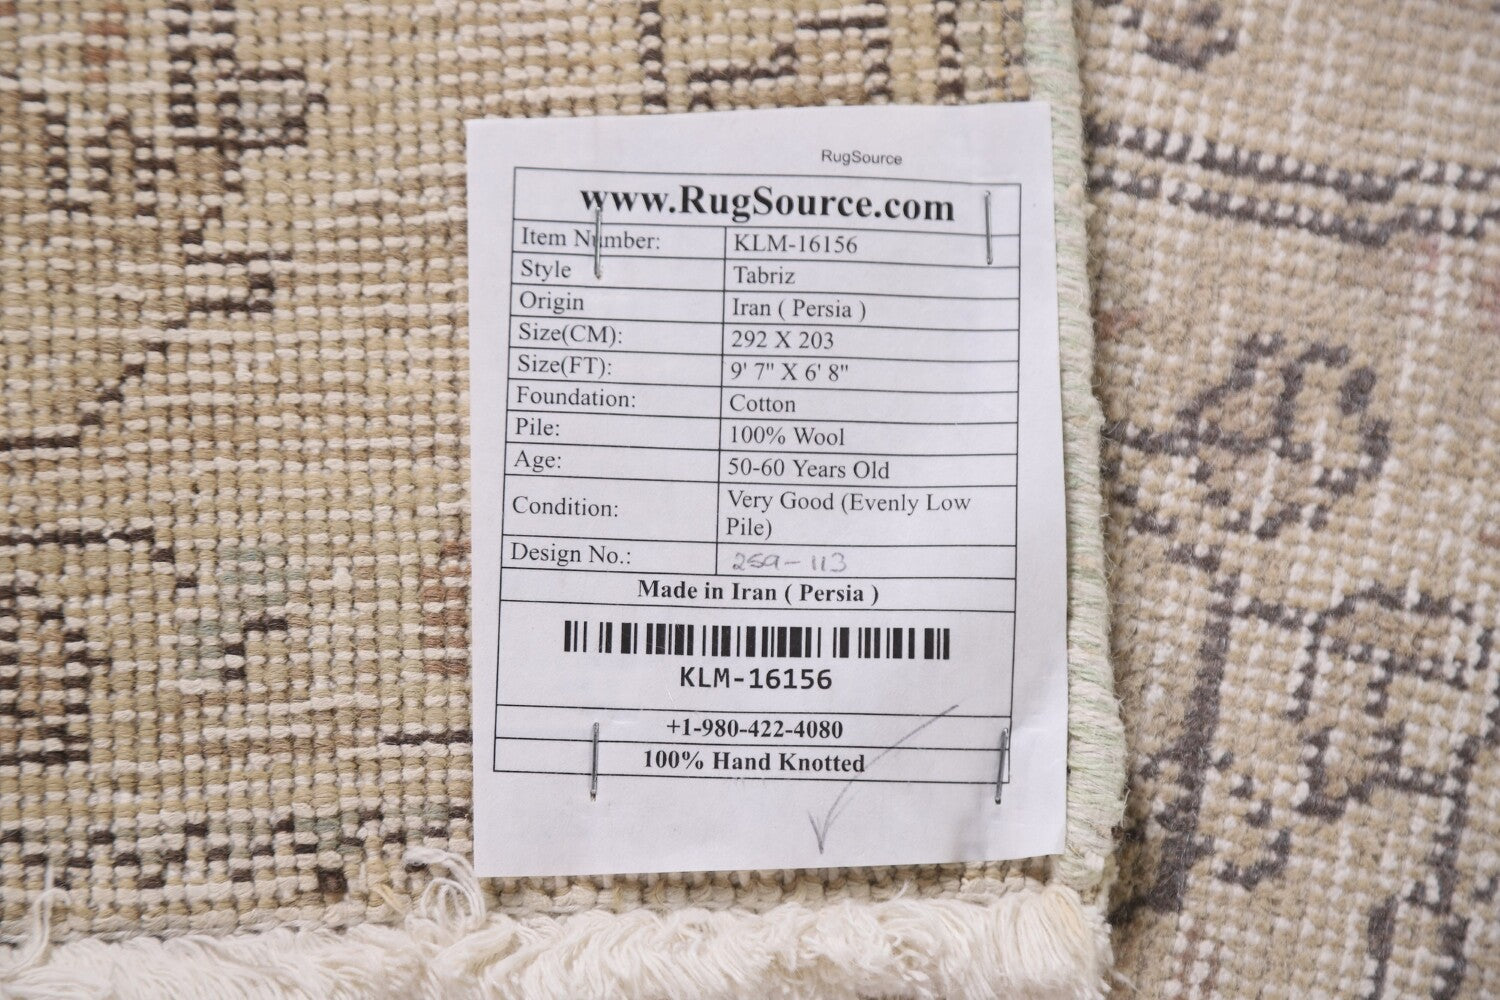 RugSource
www.RugSource.com
Item Number: KLM-16156
Style Tabriz
Origin Iran ( Persia )
Size(CM): 292 X 203
Size(FT): 9' 7" X 6' 8"
Foundation: Cotton
Pile: 100% Wool
Age: 50-60 Years Old
Condition: Very Good (Evenly Low
Pile)
Design No.: 259-113
Made in Iran ( Persia )
KLM-16156
+1-980-422-4080
100% Hand Knotted